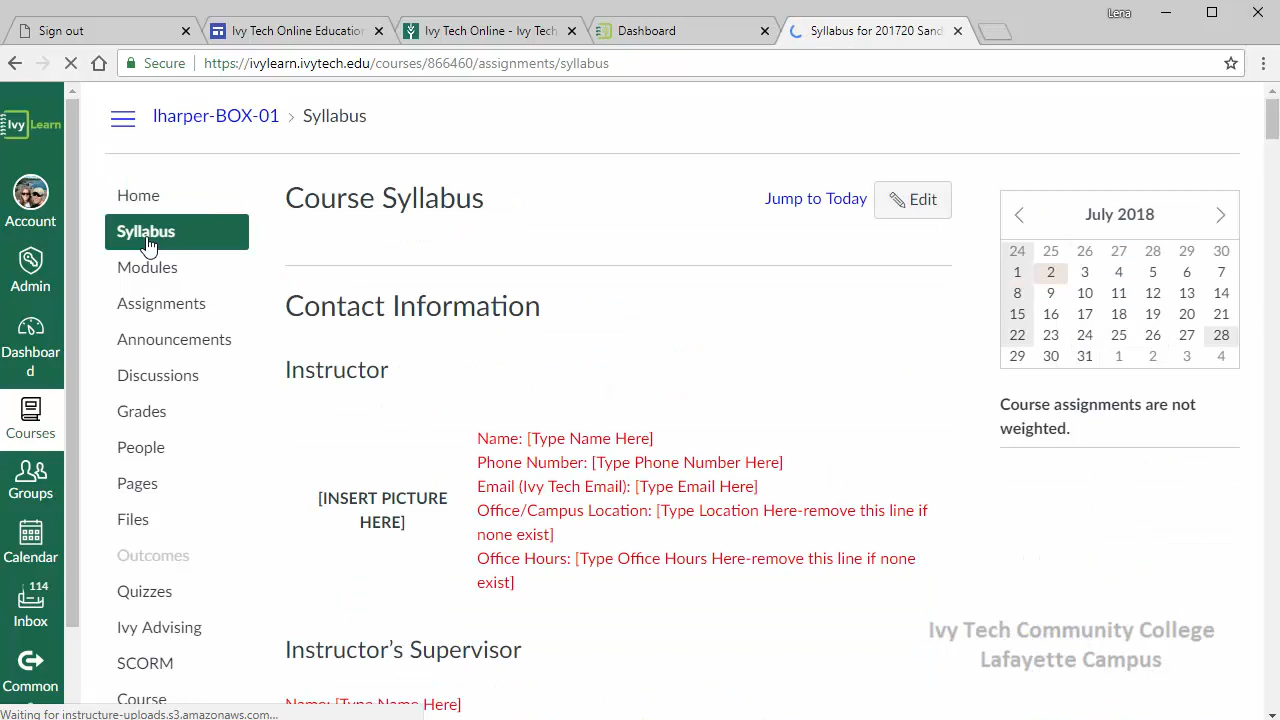 Lena
Sign out
Ivy Tech Online Education
Ivy Tech Online - Ivy Tech
Dashboard
Syllabus for 201720 Sand
Secure
https://ivylearn.ivytech.edu/courses/866460/assignments/syllabus
Ivy Learn
Account
Admin
Dashboar
d
Courses
Groups
Calendar
114
Inbox
Common
lharper-BOX-01 > Syllabus
Home
Syllabus
Modules
Assignments
Announcements
Discussions
Grades
People
Pages
Files
Outcomes
Quizzes
Ivy Advising
SCORM
Course
Course Syllabus
Jump to Today
Edit
Contact Information
Instructor
[INSERT PICTURE
HERE]
Name: [Type Name Here]
Phone Number: [Type Phone Number Here]
Email (Ivy Tech Email): [Type Email Here]
Office/Campus Location: [Type Location Here-remove this line if
none exist]
Office Hours: [Type Office Hours Here-remove this line if none
exist]
Instructor’s Supervisor
Name: [Type Name Here]
July 2018
24 25 26 27 28 29 30
1 2 3 4 5 6 7
8 9 10 11 12 13 14
15 16 17 18 19 20 21
22 23 24 25 26 27 28
29 30 31 1 2 3 4
Course assignments are not
weighted.
Ivy Tech Community College
Lafayette Campus
Waiting for instructure-uploads.s3.amazonaws.com...